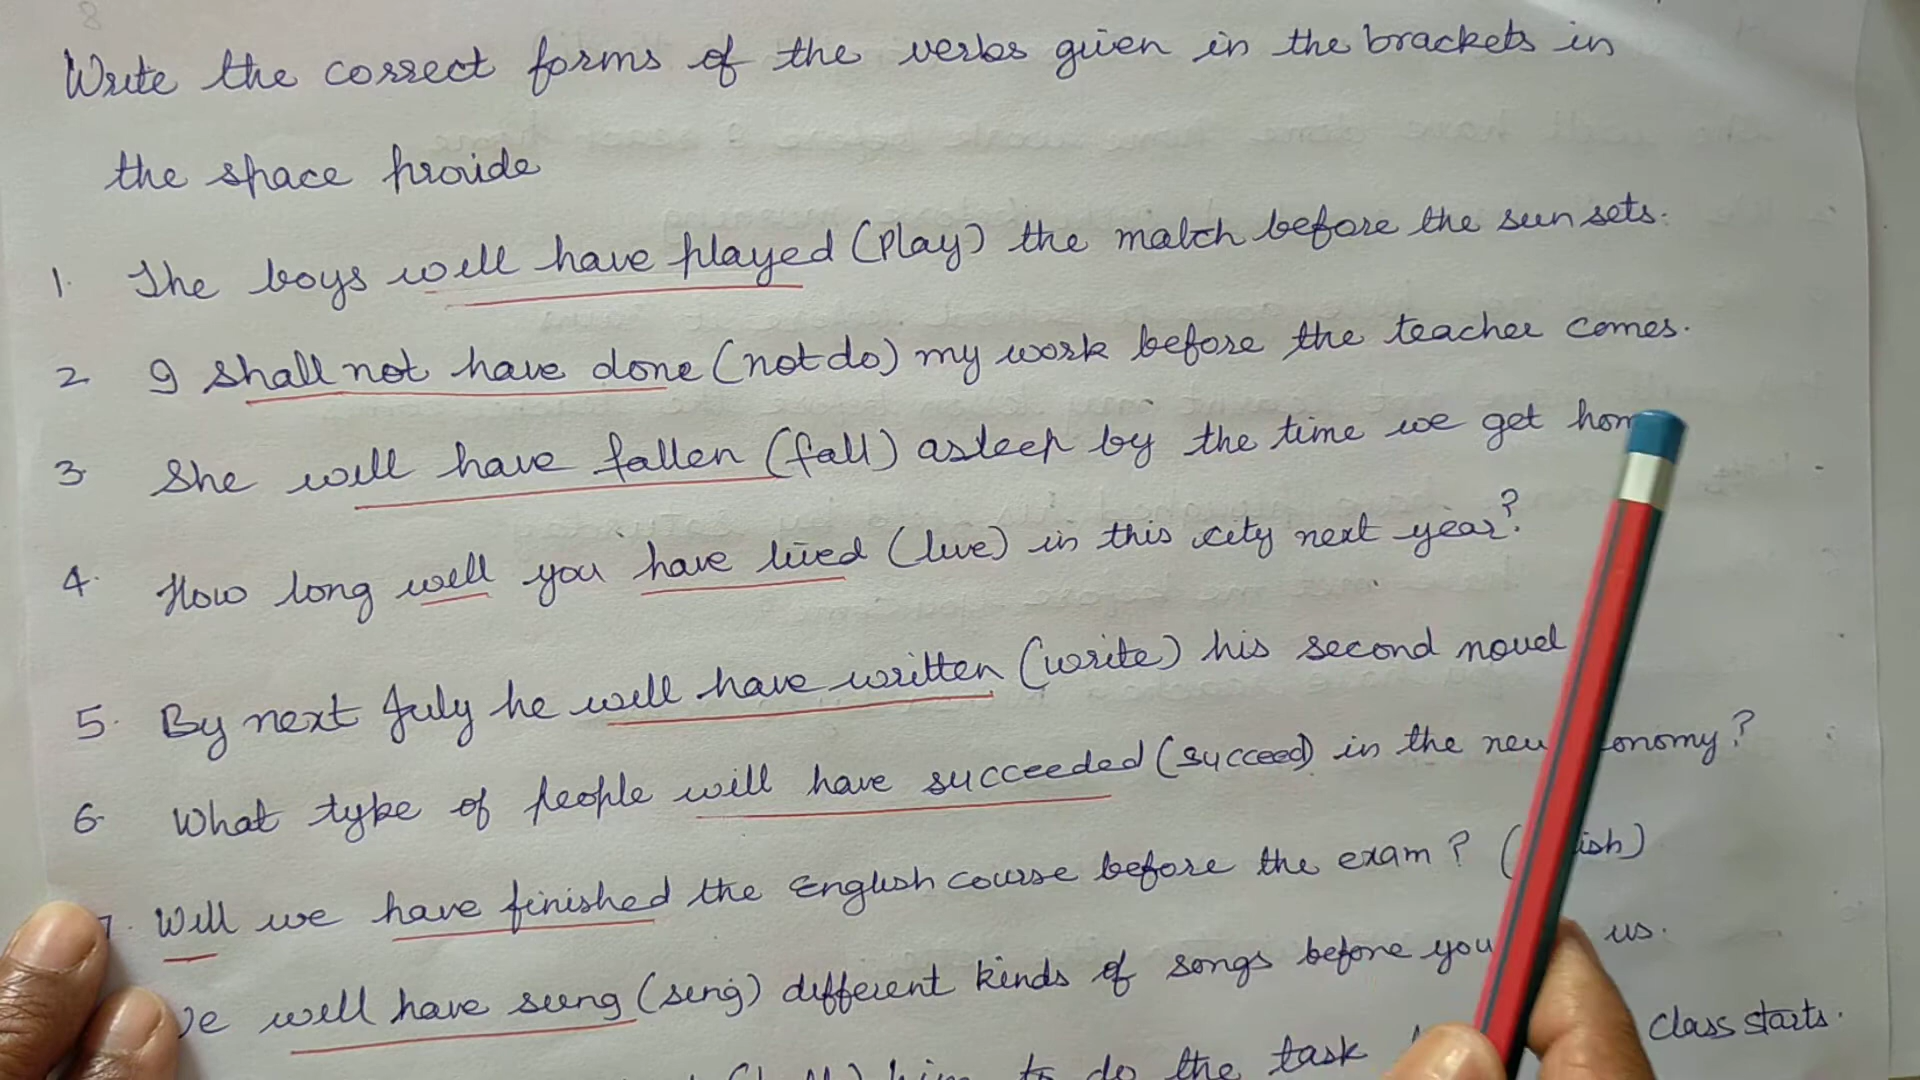 Write the correct forms of the verbs given in the brackets in
the space provide
1. The boys will have played (Play) the match before the sun sets.
2 I shall not have done (not do) my work before the teacher comes.
3 She will have fallen (fall) asleep by the time we get
4. How long will you have lived (live) in this city next year?
5. By next July he will have written (write) his second novel
6. What type of people will have succeeded (succeed) in the new ?
7. Will we have finished the English course before the exam? (
will have sung (sing) different kinds of songs before you us.
him to do the task class starts.